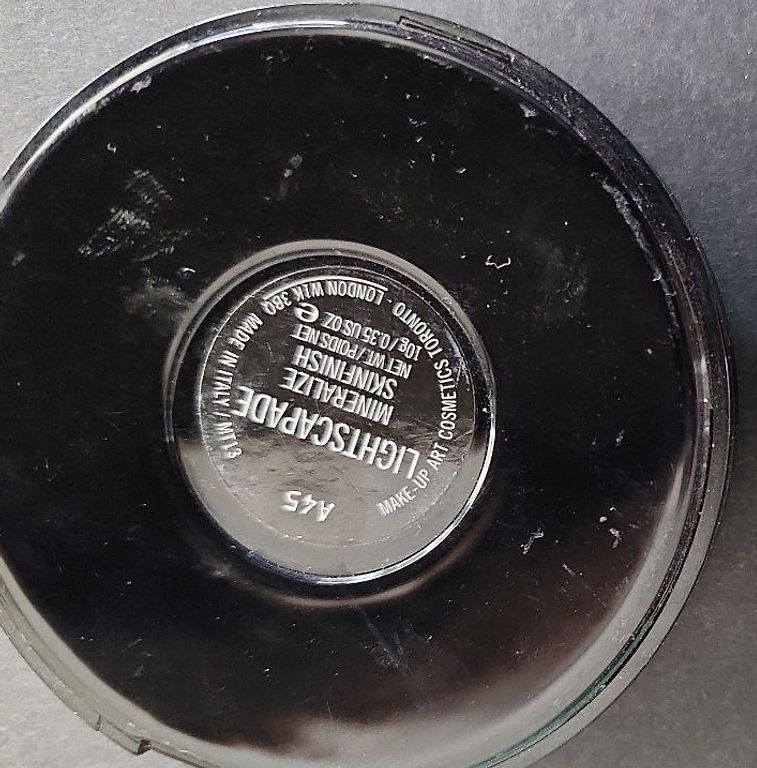 A45
LIGHTSCAPADE
MINERALIZE
SKINFINISH
NET WT. / POIDS NET
10g / 0.35 US OZ e
MAKE-UP ART COSMETICS TORONTO · LONDON W1K 3BQ MADE IN ITALY /